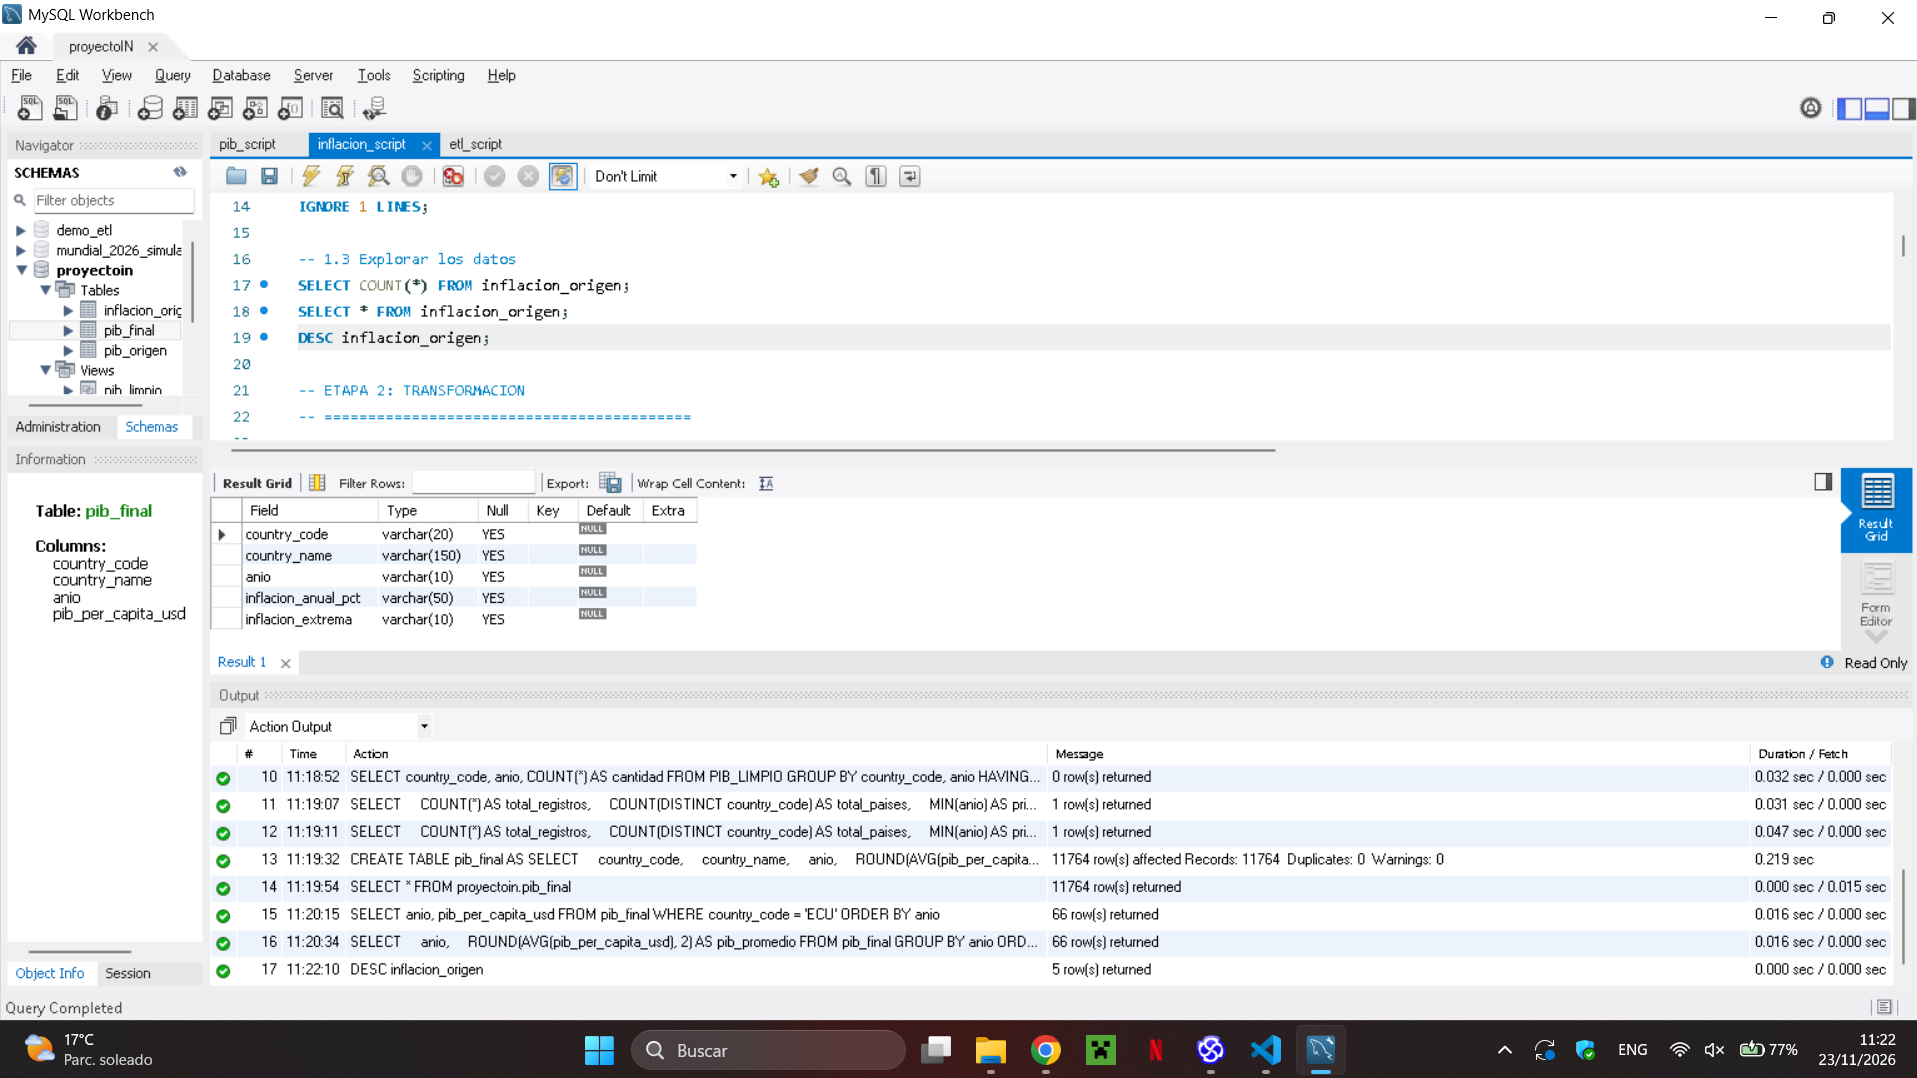 MySQL Workbench
proyectoIN
File Edit View Query Database Server Tools Scripting Help
Navigator
SCHEMAS
Filter objects
demo_etl
mundial_2026_simula
proyectoin
Tables
inflacion_orig
pib_final
pib_origen
Views
pib_limpio
Administration Schemas
Information
Table: pib_final
Columns:
country_code
country_name
anio
pib_per_capita_usd
Object Info Session
pib_script inflacion_script etl_script
Don't Limit
14 IGNORE 1 LINES;
15
16 -- 1.3 Explorar los datos
17 SELECT COUNT(*) FROM inflacion_origen;
18 SELECT * FROM inflacion_origen;
19 DESC inflacion_origen;
20
21 -- ETAPA 2: TRANSFORMACION
22 -- ==========================================
Result Grid Filter Rows: Export: Wrap Cell Content:
Field Type Null Key Default Extra
country_code varchar(20) YES NULL
country_name varchar(150) YES NULL
anio varchar(10) YES NULL
inflacion_anual_pct varchar(50) YES NULL
inflacion_extrema varchar(10) YES NULL
Result Grid
Form Editor
Result 1 Read Only
Output
Action Output
# Time Action Message Duration / Fetch
10 11:18:52 SELECT country_code, anio, COUNT(*) AS cantidad FROM PIB_LIMPIO GROUP BY country_code, anio HAVING... 0 row(s) returned 0.032 sec / 0.000 sec
11 11:19:07 SELECT COUNT(*) AS total_registros, COUNT(DISTINCT country_code) AS total_paises, MIN(anio) AS pri... 1 row(s) returned 0.031 sec / 0.000 sec
12 11:19:11 SELECT COUNT(*) AS total_registros, COUNT(DISTINCT country_code) AS total_paises, MIN(anio) AS pri... 1 row(s) returned 0.047 sec / 0.000 sec
13 11:19:32 CREATE TABLE pib_final AS SELECT country_code, country_name, anio, ROUND(AVG(pib_per_capita... 11764 row(s) affected Records: 11764 Duplicates: 0 Warnings: 0 0.219 sec
14 11:19:54 SELECT * FROM proyectoin.pib_final 11764 row(s) returned 0.000 sec / 0.015 sec
15 11:20:15 SELECT anio, pib_per_capita_usd FROM pib_final WHERE country_code = 'ECU' ORDER BY anio 66 row(s) returned 0.016 sec / 0.000 sec
16 11:20:34 SELECT anio, ROUND(AVG(pib_per_capita_usd), 2) AS pib_promedio FROM pib_final GROUP BY anio ORD... 66 row(s) returned 0.016 sec / 0.000 sec
17 11:22:10 DESC inflacion_origen 5 row(s) returned 0.000 sec / 0.000 sec
Query Completed
17°C
Parc. soleado
Buscar
ENG
77%
11:22
23/11/2026